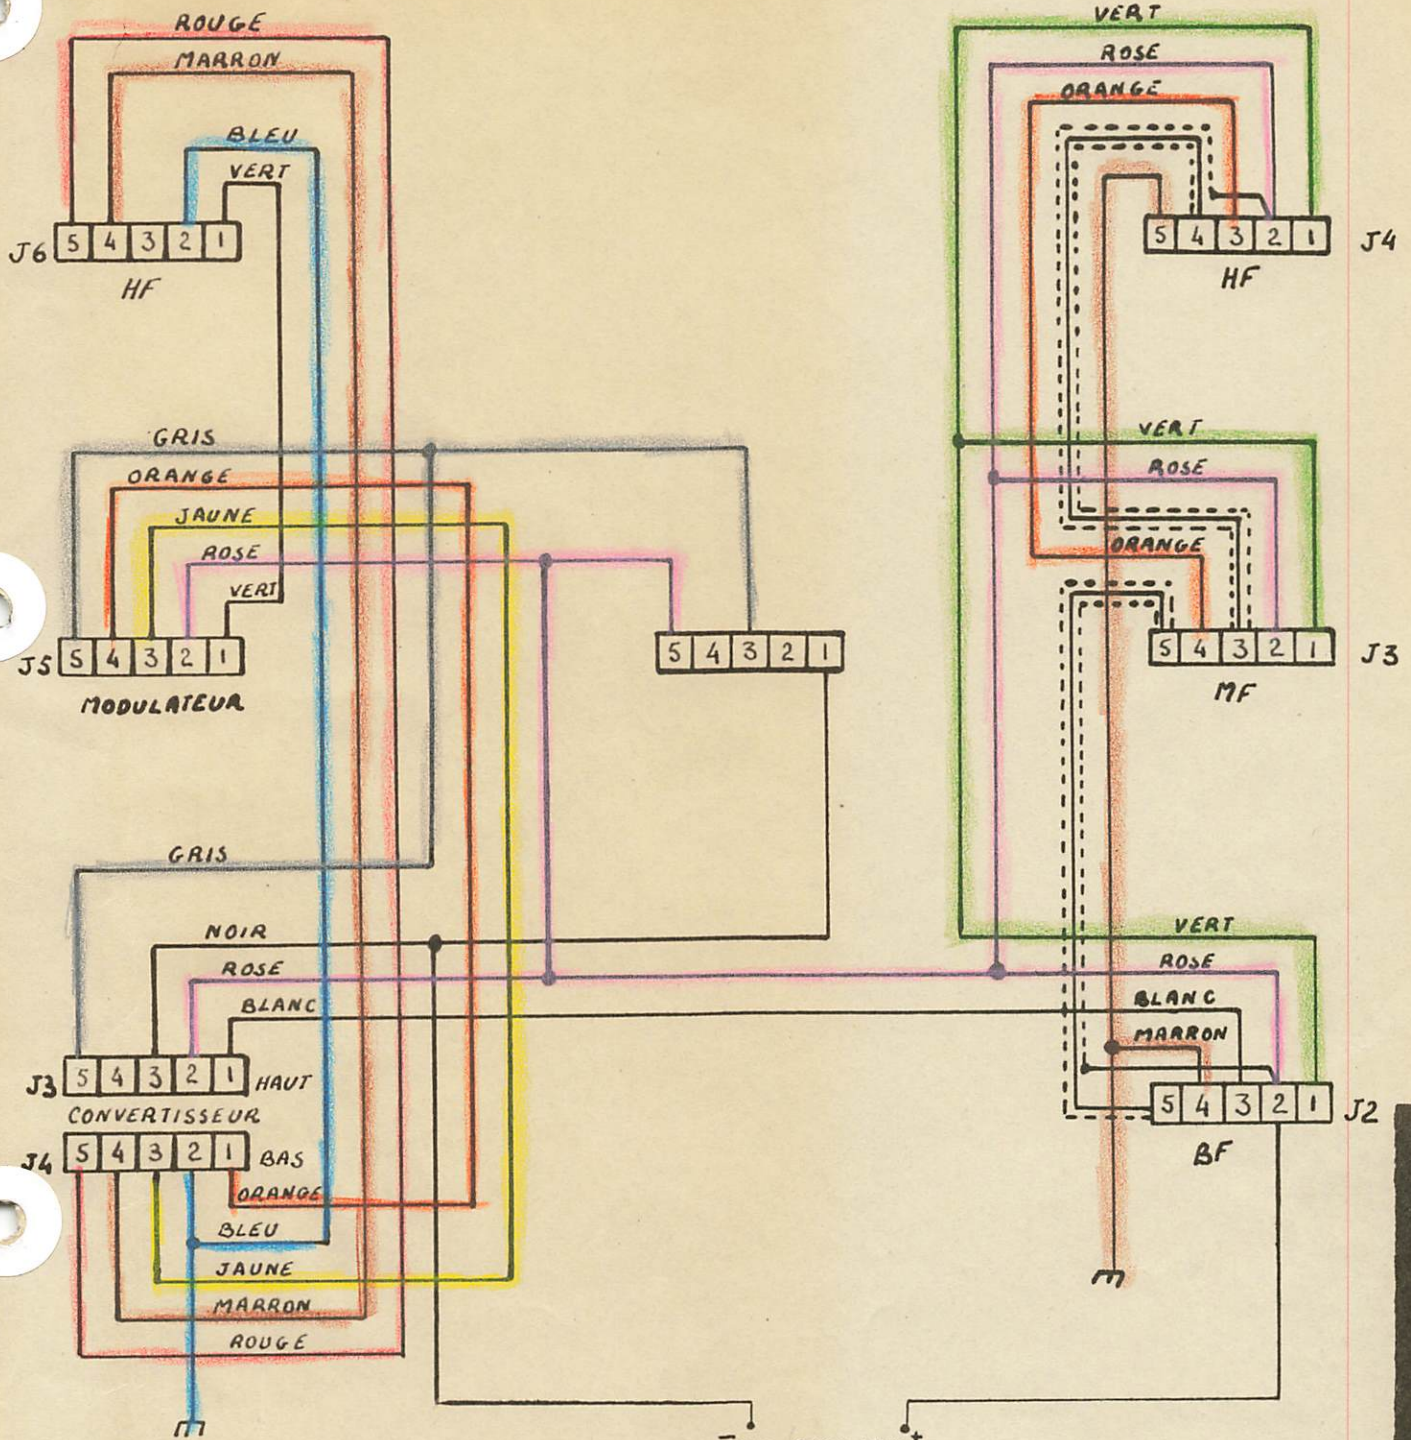 ROUGE
MARRON
BLEU
VERT
J6 5 4 3 2 1
HF
GRIS
ORANGE
JAUNE
ROSE
VERT
J5 5 4 3 2 1
MODULATEUR
5 4 3 2 1
GRIS
NOIR
ROSE
BLANC
J3 5 4 3 2 1 HAUT
CONVERTISSEUR
J4 5 4 3 2 1 BAS
ORANGE
BLEU
JAUNE
MARRON
ROUGE
VERT
ROSE
ORANGE
5 4 3 2 1 J4
HF
VERT
ROSE
ORANGE
5 4 3 2 1 J3
MF
VERT
ROSE
BLANC
MARRON
5 4 3 2 1 J2
BF
- +